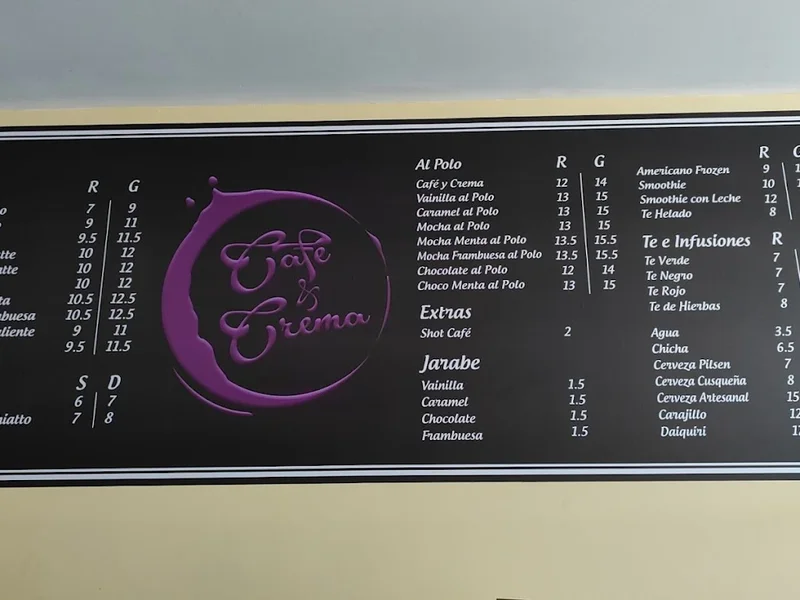 R G
o 7 9
9 11
9.5 11.5
atte 10 12
atte 10 12
10 12
ta 10.5 12.5
buesa 10.5 12.5
aliente 9 11
9.5 11.5
S D
6 7
iatto 7 8
Café
&
Crema
Al Polo R G
Café y Crema 12 14
Vainilla al Polo 13 15
Caramel al Polo 13 15
Mocha al Polo 13 15
Mocha Menta al Polo 13.5 15.5
Mocha Frambuesa al Polo 13.5 15.5
Chocolate al Polo 12 14
Choco Menta al Polo 13 15
Extras
Shot Café 2
Jarabe
Vainilla 1.5
Caramel 1.5
Chocolate 1.5
Frambuesa 1.5
R G
Americano Frozen 9
Smoothie 10
Smoothie con Leche 12
Te Helado 8
Te e Infusiones R
Te Verde 7
Te Negro 7
Te Rojo 7
Te de Hierbas 8
Agua 3.5
Chicha 6.5
Cerveza Pilsen 7
Cerveza Cusqueña 8
Cerveza Artesanal 15
Carajillo 12
Daiquiri